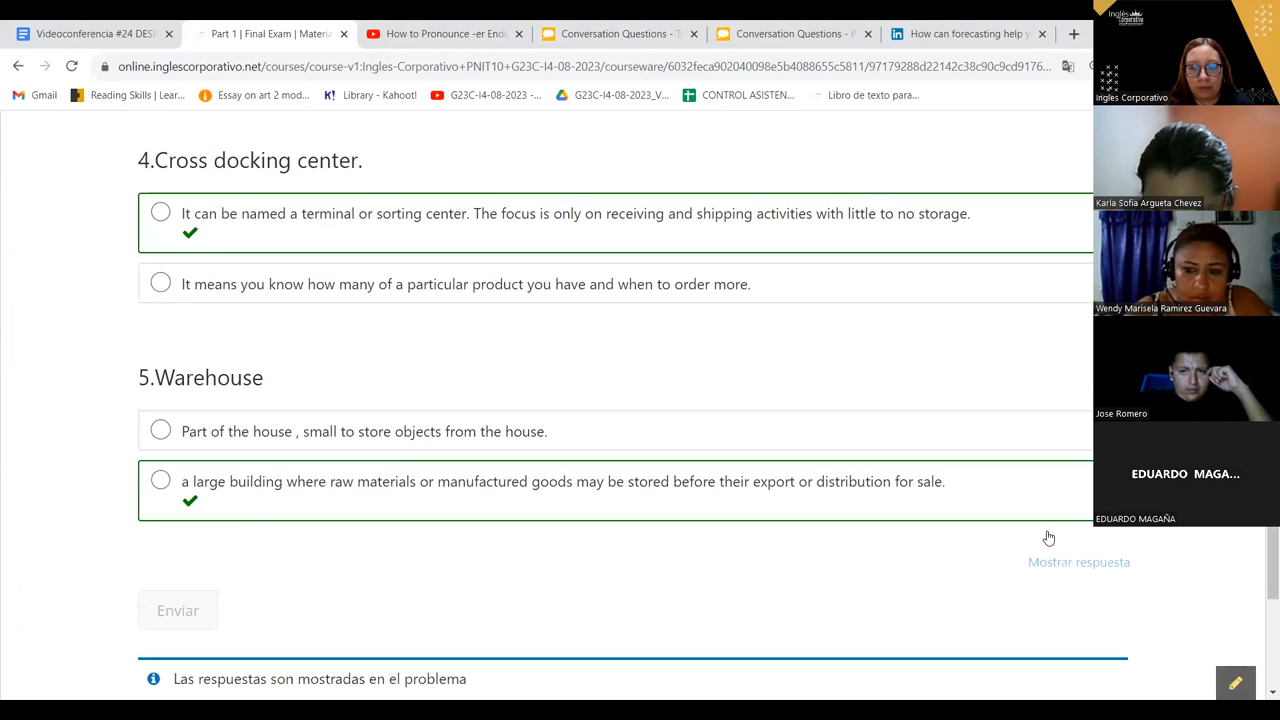 Videoconferencia #24 DESI
Part 1 | Final Exam | Materia
How to Pronounce -er Endi
Conversation Questions - T
Conversation Questions - P
How can forecasting help y
online.inglescorporativo.net/courses/course-v1:Ingles-Corporativo+PNIT110+G23C-I4-08-2023/courseware/6032feca902040098e5b4088655c5811/97179288d22142c38c90c9cd9176...
Gmail
Reading Skills | Lear...
Essay on art 2 mod...
Library - Kano...
G23C-I4-08-2023 -...
G23C-I4-08-2023_V...
CONTROL ASISTEN...
Libro de texto para...
4.Cross docking center.
It can be named a terminal or sorting center. The focus is only on receiving and shipping activities with little to no storage.
It means you know how many of a particular product you have and when to order more.
5.Warehouse
Part of the house , small to store objects from the house.
a large building where raw materials or manufactured goods may be stored before their export or distribution for sale.
Mostrar respuesta
Enviar
Las respuestas son mostradas en el problema
Inglés
Corporativo
Ingles Corporativo
Karla Sofia Argueta Chevez
Wendy Marisela Ramirez Guevara
Jose Romero
EDUARDO MAGA...
EDUARDO MAGAÑA